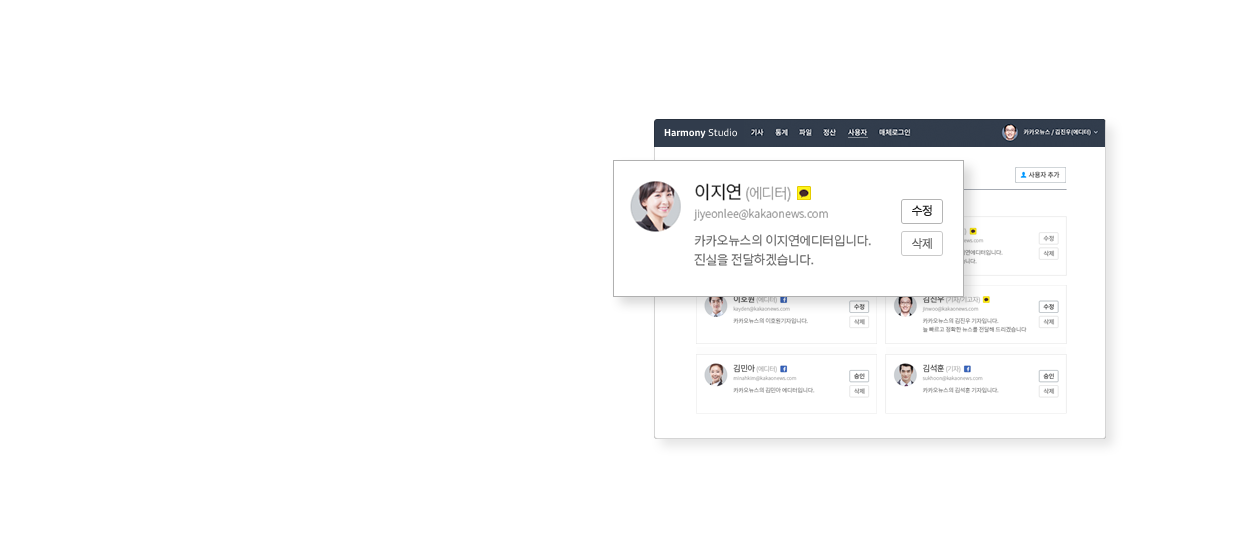 Harmony Studio 기사 통계 파일 정산 사용자 매체로그인 카카오뉴스 / 김진우(에디터)
사용자 추가
이지연 (에디터)
jiyeonlee@kakaonews.com
카카오뉴스의 이지연에디터입니다.
진실을 전달하겠습니다.
수정
삭제
수정
삭제
이호원 (에디터)
kaydien@kakaonews.com
카카오뉴스의 이호원기자입니다.
수정
삭제
김진우 (기자/기고자)
jinwoo@kakaonews.com
카카오뉴스의 김진우 기자입니다.
늘 빠르고 정확한 뉴스를 전달해 드리겠습니다
수정
삭제
김민아 (에디터)
minahkim@kakaonews.com
카카오뉴스의 김민아 에디터입니다.
승인
삭제
김석훈 (기자)
sukhoon@kakaonews.com
카카오뉴스의 김석훈 기자입니다.
승인
삭제